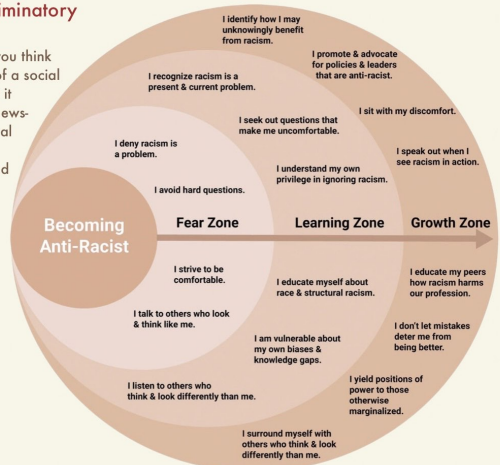 iminatory
you think
of a social
it
ews-
al
d
I identify how I may
unknowingly benefit
from racism.
I promote & advocate
for policies & leaders
that are anti-racist.
I sit with my discomfort.
I speak out when I
see racism in action.
I recognize racism is a
present & current problem.
I seek out questions that
make me uncomfortable.
I understand my own
privilege in ignoring racism.
I deny racism is
a problem.
I avoid hard questions.
Becoming
Anti-Racist
Fear Zone
Learning Zone
Growth Zone
I strive to be
comfortable.
I talk to others who look
& think like me.
I educate myself about
race & structural racism.
I am vulnerable about
my own biases &
knowledge gaps.
I listen to others who
think & look differently than me.
I educate my peers
how racism harms
our profession.
I don't let mistakes
deter me from
being better.
I yield positions of
power to those
otherwise
marginalized.
I surround myself with
others who think & look
differently than me.